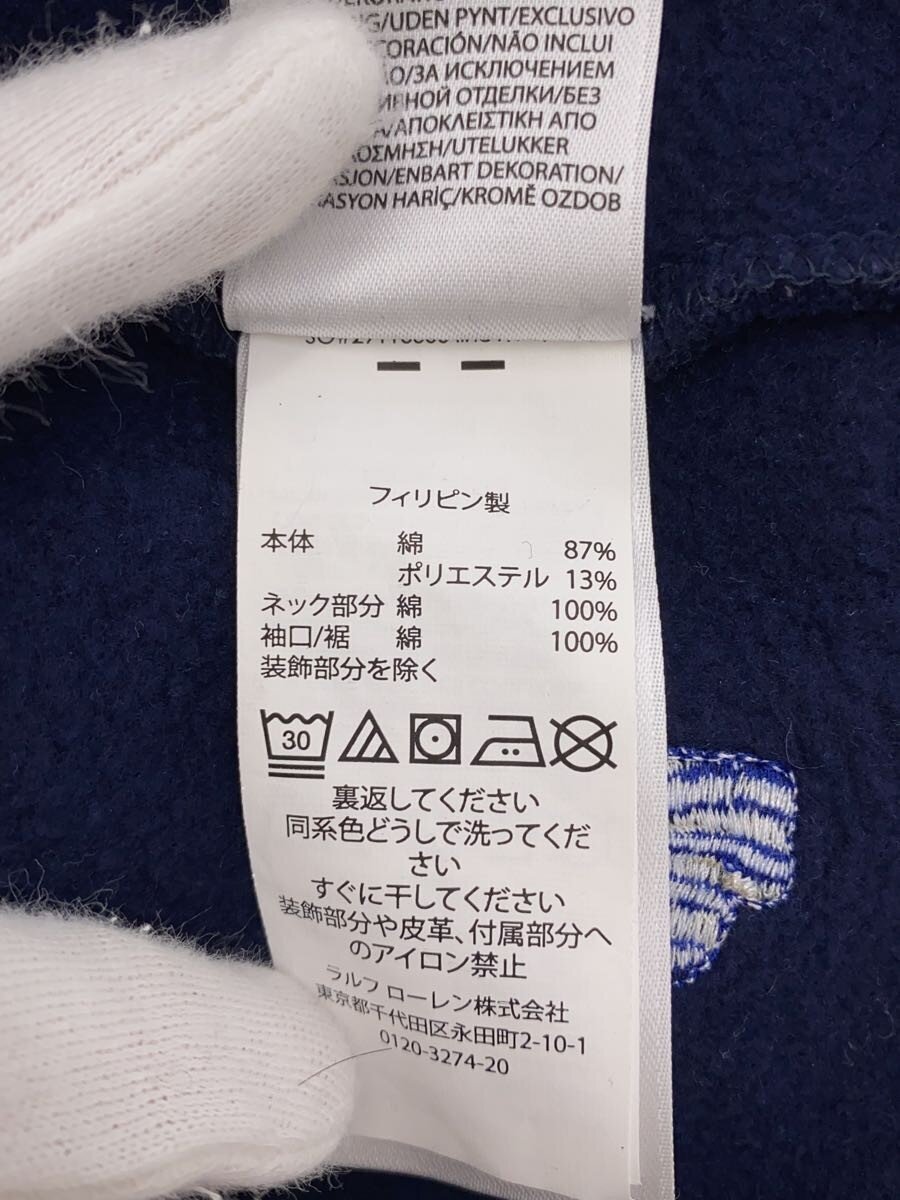 UDEN PYNT/EXCLUSIVO
NÃO INCLUI
ЗА ИСКЛЮЧЕНИЕМ
ОТДЕЛКИ/БЕЗ
ΑΠΟΚΛΕΙΣΤΙΚΗ ΑΠΟ
UTELUKKER
ENBART DEKORATION/
HARİÇ/KROMĚ OZDOB
フィリピン製
本体 綿 87%
ポリエステル 13%
ネック部分 綿 100%
袖口/裾 綿 100%
装飾部分を除く
30
裏返してください
同系色どうしで洗ってくだ
さい
すぐに干してください
装飾部分や皮革、付属部分へ
のアイロン禁止
ラルフ ローレン株式会社
東京都千代田区永田町2-10-1
0120-3274-20